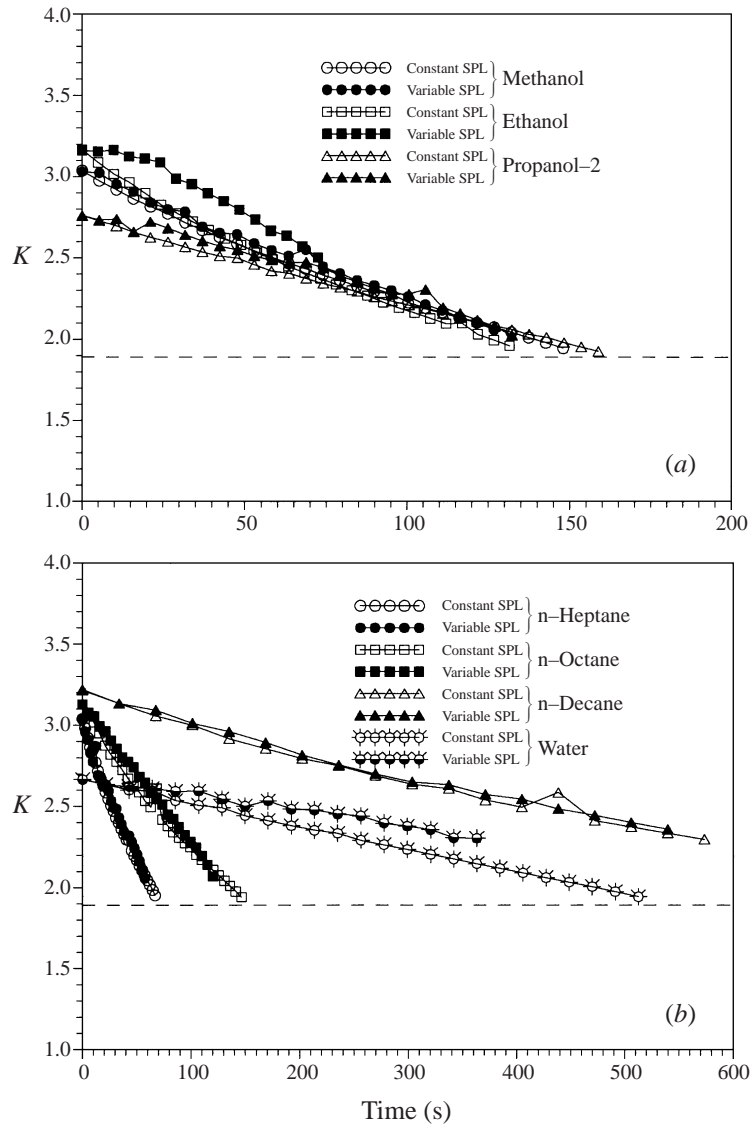 4.0
Constant SPL
Methanol
Variable SPL
3.5
Constant SPL
Ethanol
Variable SPL
Constant SPL
Propanol–2
Variable SPL
3.0
K
2.5
2.0
1.5
(a)
1.0
0 50 100 150 200
4.0
Constant SPL
n–Heptane
Variable SPL
3.5
Constant SPL
n–Octane
Variable SPL
Constant SPL
n–Decane
Variable SPL
3.0
Constant SPL
Water
Variable SPL
K
2.5
2.0
1.5
(b)
1.0
0 100 200 300 400 500 600
Time (s)